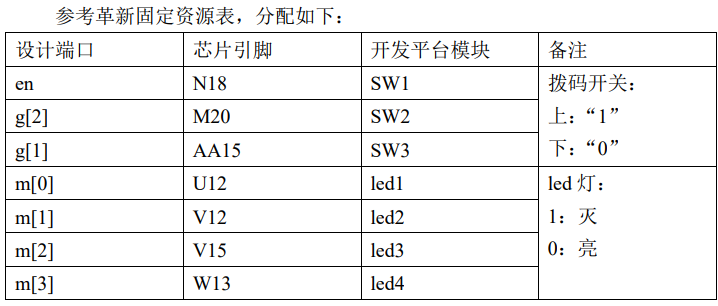 参考革新固定资源表，分配如下：
设计端口 芯片引脚 开发平台模块 备注
en N18 SW1 拨码开关：
g[2] M20 SW2 上：“1”
g[1] AA15 SW3 下：“0”
m[0] U12 led1 led 灯：
m[1] V12 led2 1：灭
m[2] V15 led3 0：亮
m[3] W13 led4